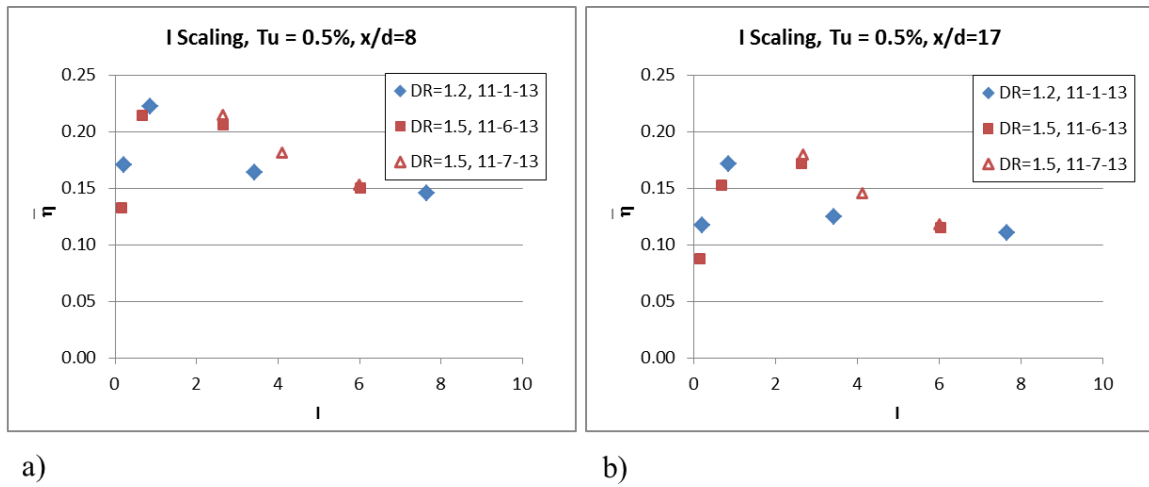 I Scaling, Tu = 0.5%, x/d=8
0.25
0.20
0.15
0.10
0.05
0.00
0 2 4 6 8 10
η̅
I
DR=1.2, 11-1-13
DR=1.5, 11-6-13
DR=1.5, 11-7-13
a)
I Scaling, Tu = 0.5%, x/d=17
0.25
0.20
0.15
0.10
0.05
0.00
0 2 4 6 8 10
η̅
I
DR=1.2, 11-1-13
DR=1.5, 11-6-13
DR=1.5, 11-7-13
b)